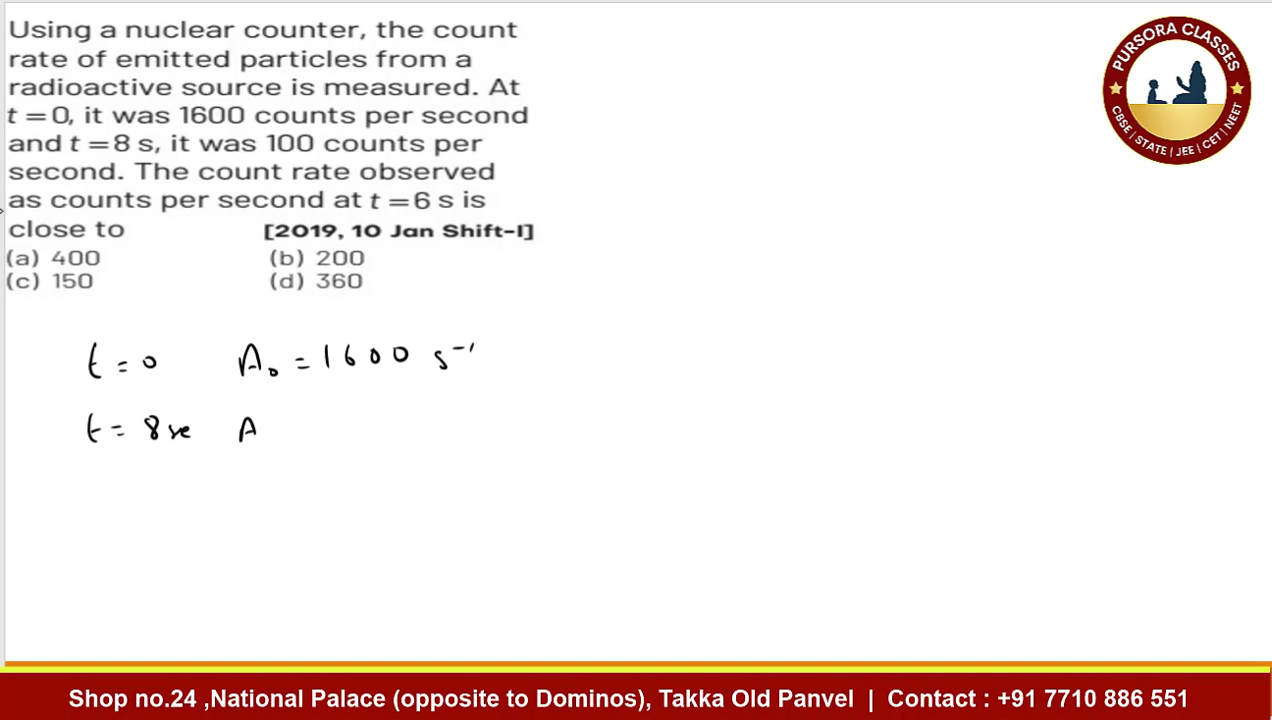 Using a nuclear counter, the count
rate of emitted particles from a
radioactive source is measured. At
t = 0, it was 1600 counts per second
and t = 8 s, it was 100 counts per
second. The count rate observed
as counts per second at t = 6 s is
close to [2019, 10 Jan Shift-I]
(a) 400 (b) 200
(c) 150 (d) 360
PURSORA CLASSES
CBSE | STATE | JEE | CET | NEET
t = 0 A₀ = 1600 s⁻¹
t = 8 se A
Shop no.24 ,National Palace (opposite to Dominos), Takka Old Panvel | Contact : +91 7710 886 551